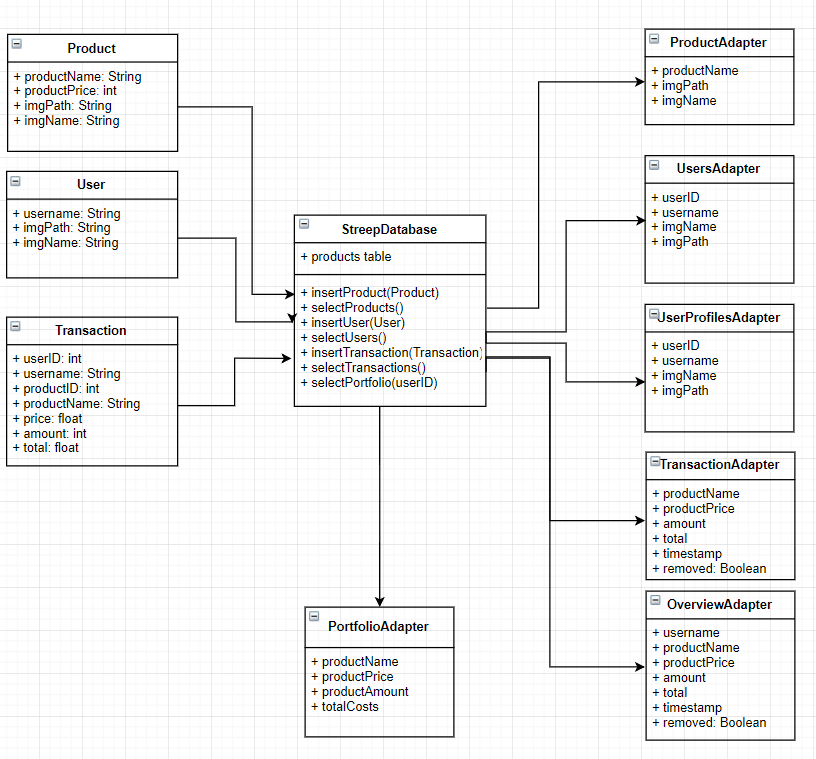 Product
+ productName: String
+ productPrice: int
+ imgPath: String
+ imgName: String
User
+ username: String
+ imgPath: String
+ imgName: String
Transaction
+ userID: int
+ username: String
+ productID: int
+ productName: String
+ price: float
+ amount: int
+ total: float
StreepDatabase
+ products table
+ insertProduct(Product)
+ selectProducts()
+ insertUser(User)
+ selectUsers()
+ insertTransaction(Transaction)
+ selectTransactions()
+ selectPortfolio(userID)
PortfolioAdapter
+ productName
+ productPrice
+ productAmount
+ totalCosts
ProductAdapter
+ productName
+ imgPath
+ imgName
UsersAdapter
+ userID
+ username
+ imgName
+ imgPath
UserProfilesAdapter
+ userID
+ username
+ imgName
+ imgPath
TransactionAdapter
+ productName
+ productPrice
+ amount
+ total
+ timestamp
+ removed: Boolean
OverviewAdapter
+ username
+ productName
+ productPrice
+ amount
+ total
+ timestamp
+ removed: Boolean